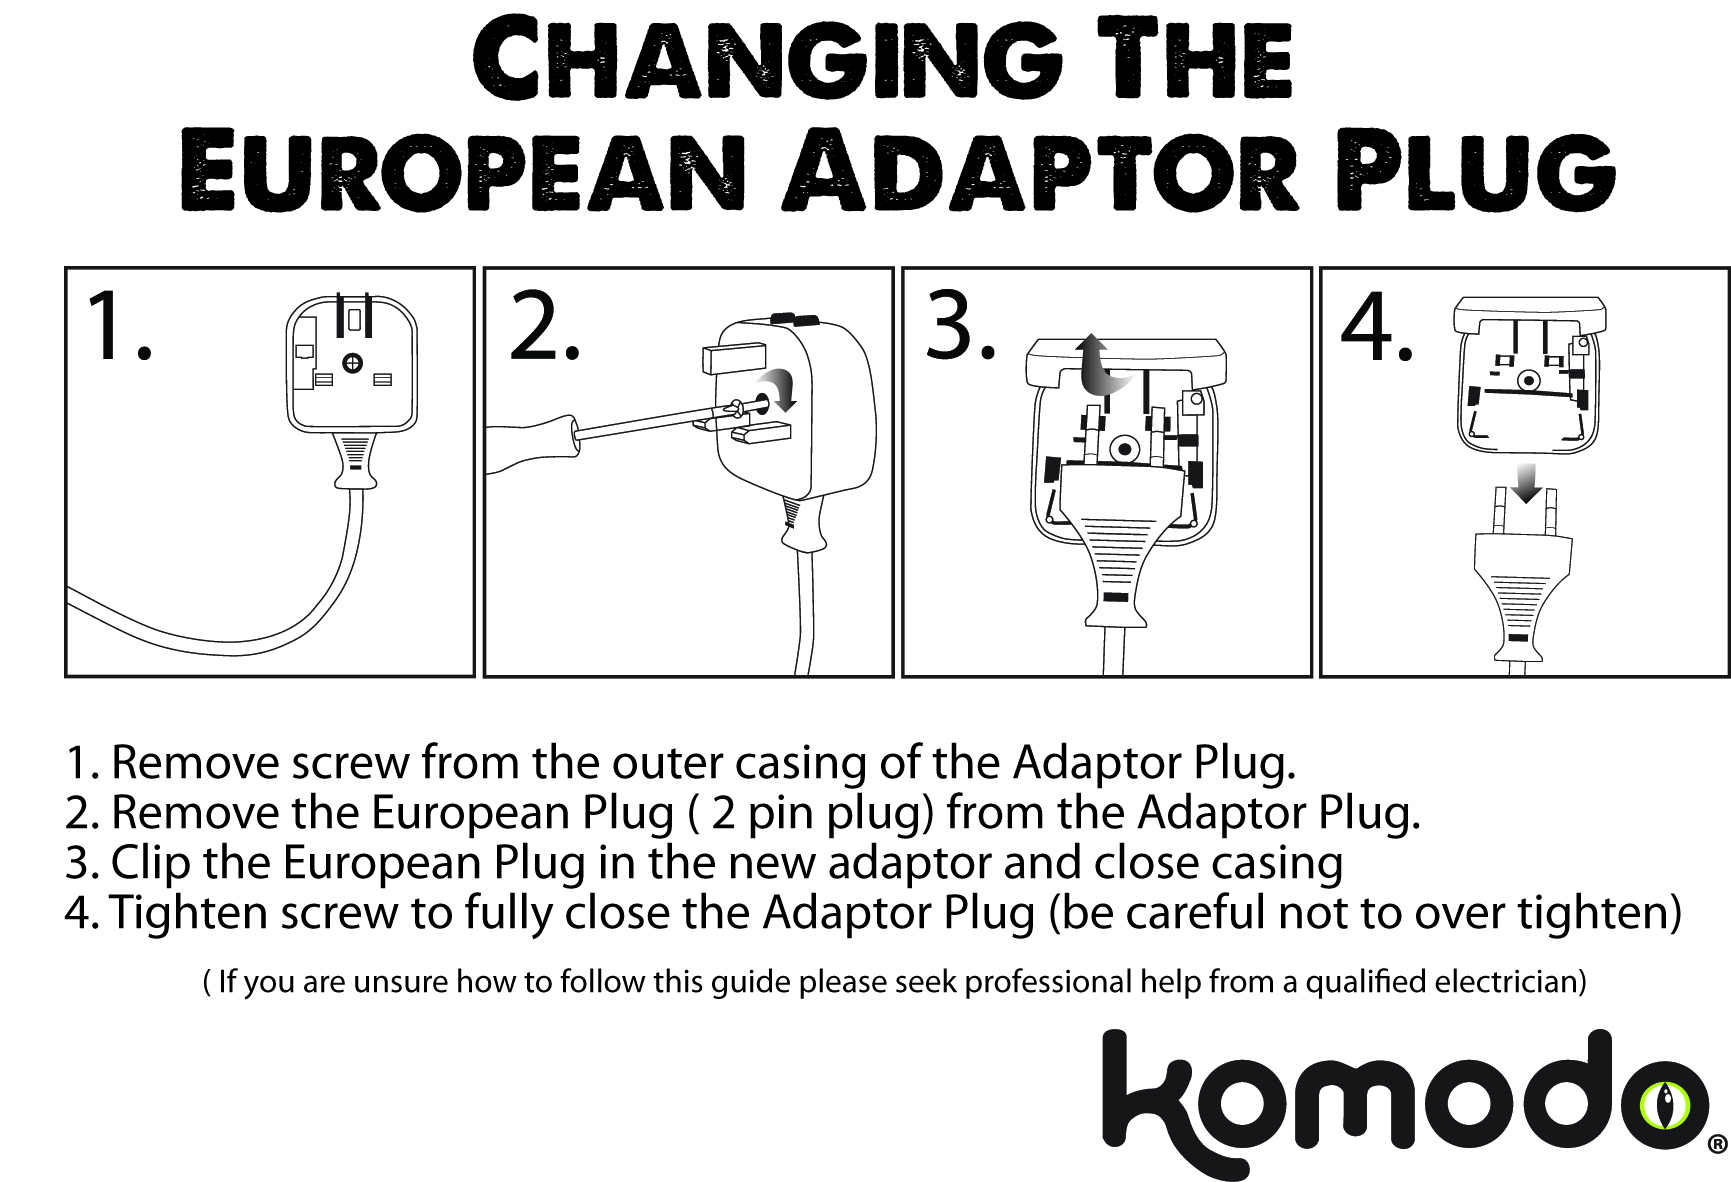 CHANGING THE
EUROPEAN ADAPTOR PLUG
1.
2.
3.
4.
1. Remove screw from the outer casing of the Adaptor Plug.
2. Remove the European Plug ( 2 pin plug) from the Adaptor Plug.
3. Clip the European Plug in the new adaptor and close casing
4. Tighten screw to fully close the Adaptor Plug (be careful not to over tighten)
( If you are unsure how to follow this guide please seek professional help from a qualified electrician)
komodo®